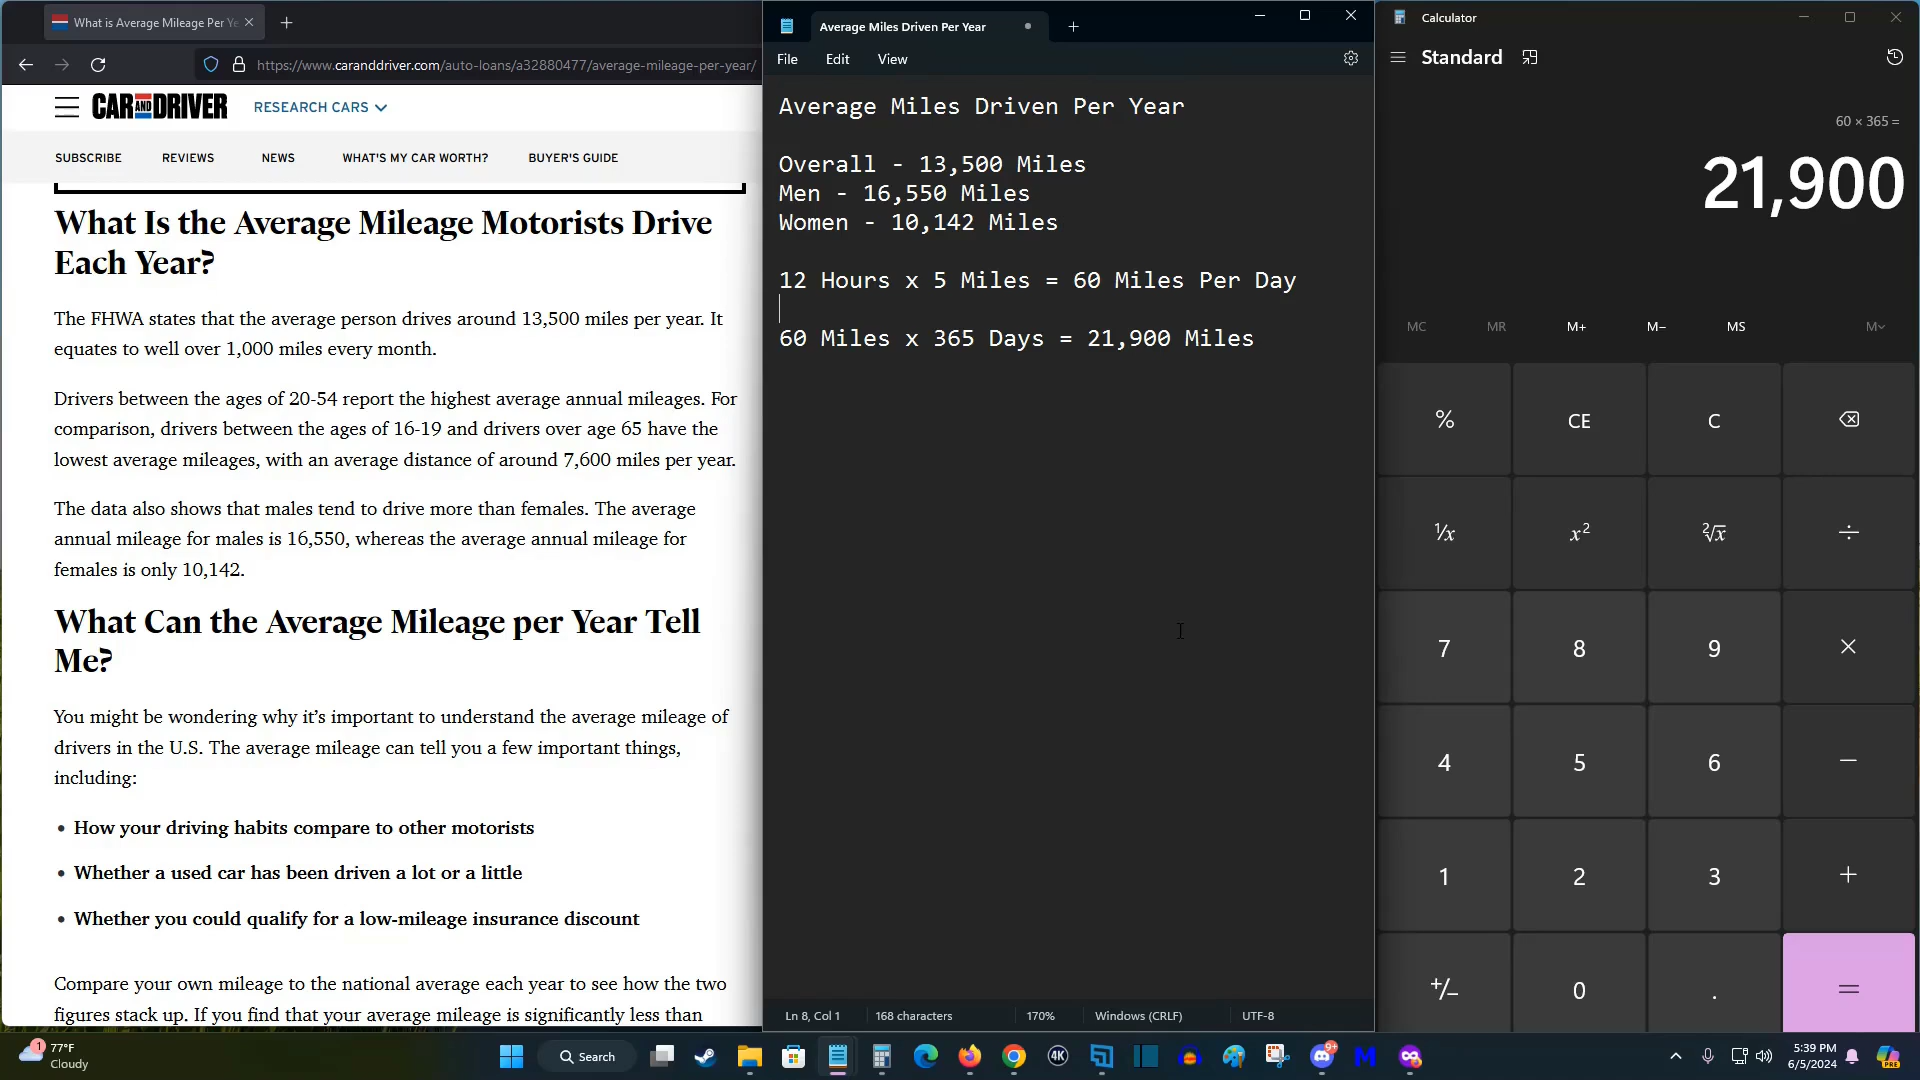 What is Average Mileage Per Ye
https://www.caranddriver.com/auto-loans/a32880477/average-mileage-per-year/
CAR AND DRIVER
RESEARCH CARS
SUBSCRIBE
REVIEWS
NEWS
WHAT'S MY CAR WORTH?
BUYER'S GUIDE
What Is the Average Mileage Motorists Drive
Each Year?
The FHWA states that the average person drives around 13,500 miles per year. It
equates to well over 1,000 miles every month.
Drivers between the ages of 20-54 report the highest average annual mileages. For
comparison, drivers between the ages of 16-19 and drivers over age 65 have the
lowest average mileages, with an average distance of around 7,600 miles per year.
The data also shows that males tend to drive more than females. The average
annual mileage for males is 16,550, whereas the average annual mileage for
females is only 10,142.
What Can the Average Mileage per Year Tell
Me?
You might be wondering why it’s important to understand the average mileage of
drivers in the U.S. The average mileage can tell you a few important things,
including:
• How your driving habits compare to other motorists
• Whether a used car has been driven a lot or a little
• Whether you could qualify for a low-mileage insurance discount
Compare your own mileage to the national average each year to see how the two
figures stack up. If you find that your average mileage is significantly less than
Average Miles Driven Per Year
File
Edit
View
Average Miles Driven Per Year
Overall - 13,500 Miles
Men - 16,550 Miles
Women - 10,142 Miles
12 Hours x 5 Miles = 60 Miles Per Day
60 Miles x 365 Days = 21,900 Miles
Ln 8, Col 1
168 characters
170%
Windows (CRLF)
UTF-8
Calculator
Standard
60 × 365 =
21,900
MC
MR
M+
M−
MS
M
%
CE
C
1/x
x²
²√x
÷
7
8
9
×
4
5
6
−
1
2
3
+
+/−
0
.
=
1
77°F
Cloudy
Search
4K
9+
M
5:39 PM
6/5/2024
PRE